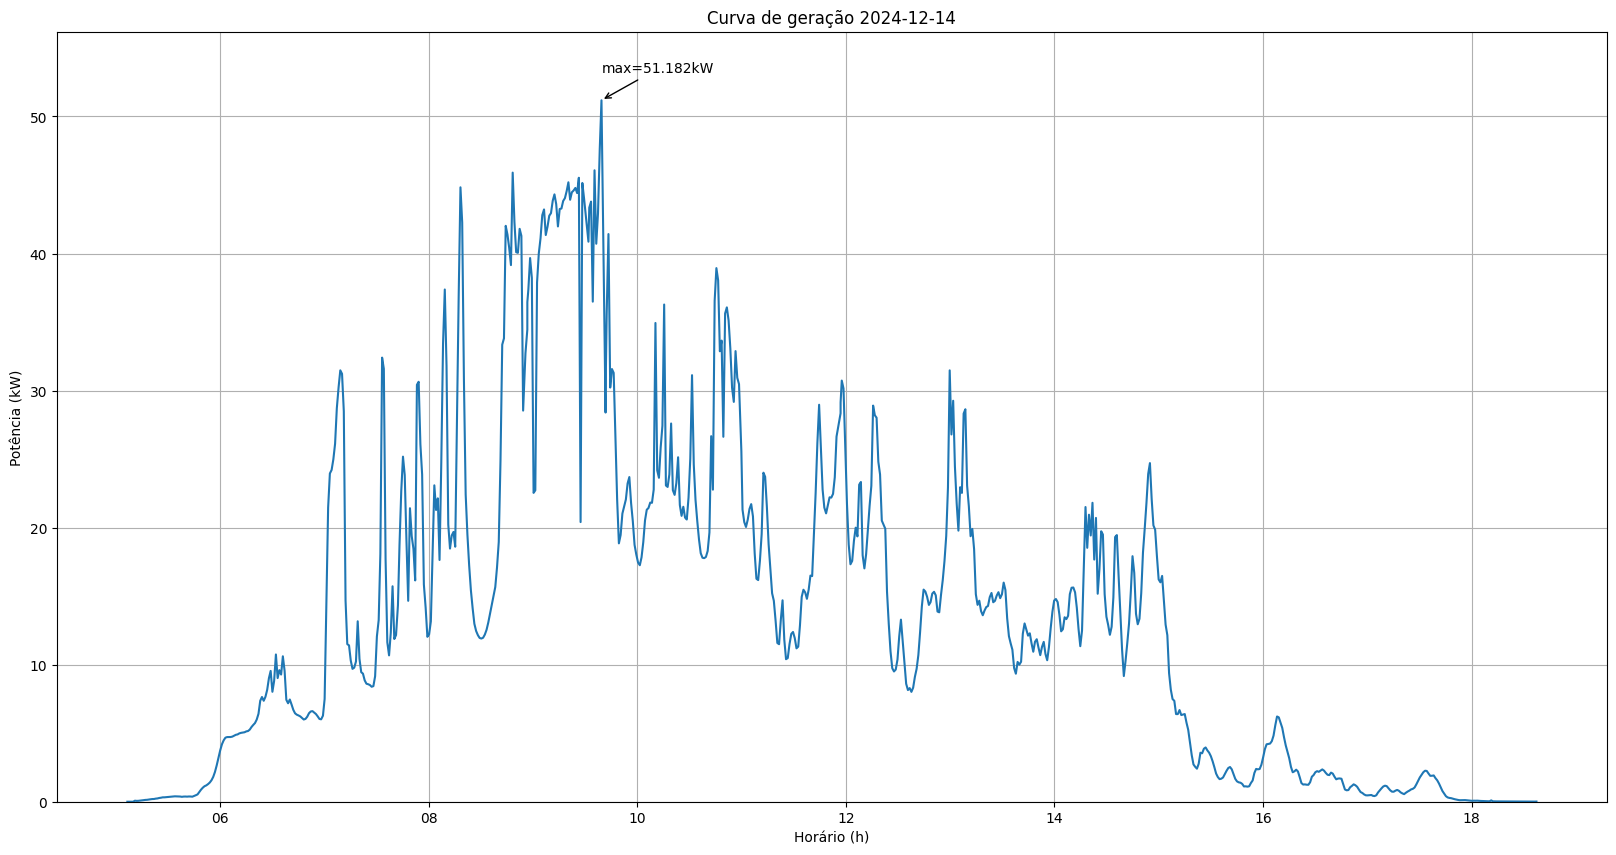 Curva de geração 2024-12-14
max=51.182kW
50
40
30
20
10
0
Potência (kW)
06 08 10 12 14 16 18
Horário (h)